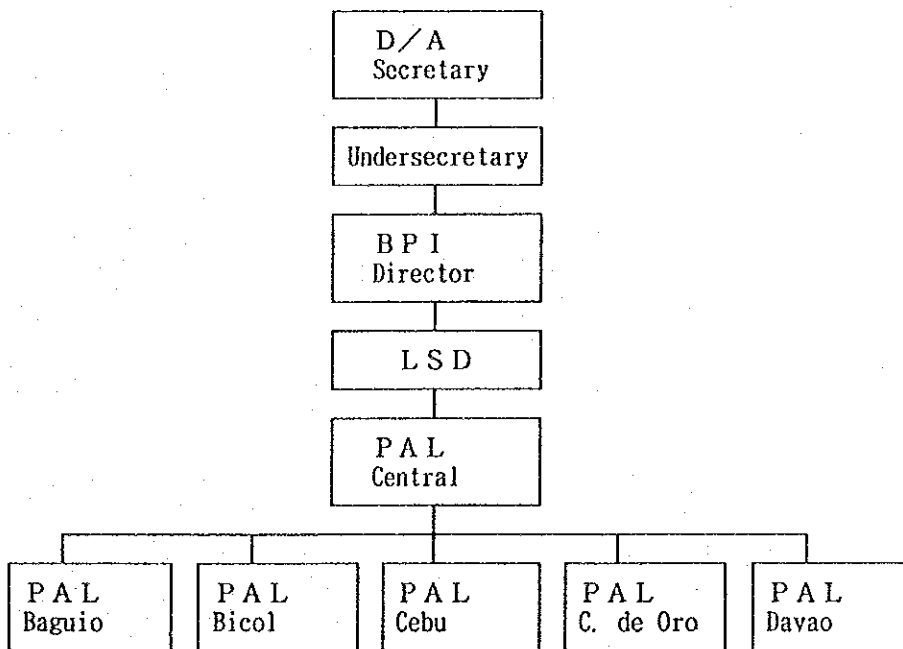 D/A
Secretary
Undersecretary
BPI
Director
LSD
PAL
Central
PAL
Baguio
PAL
Bicol
PAL
Cebu
PAL
C. de Oro
PAL
Davao